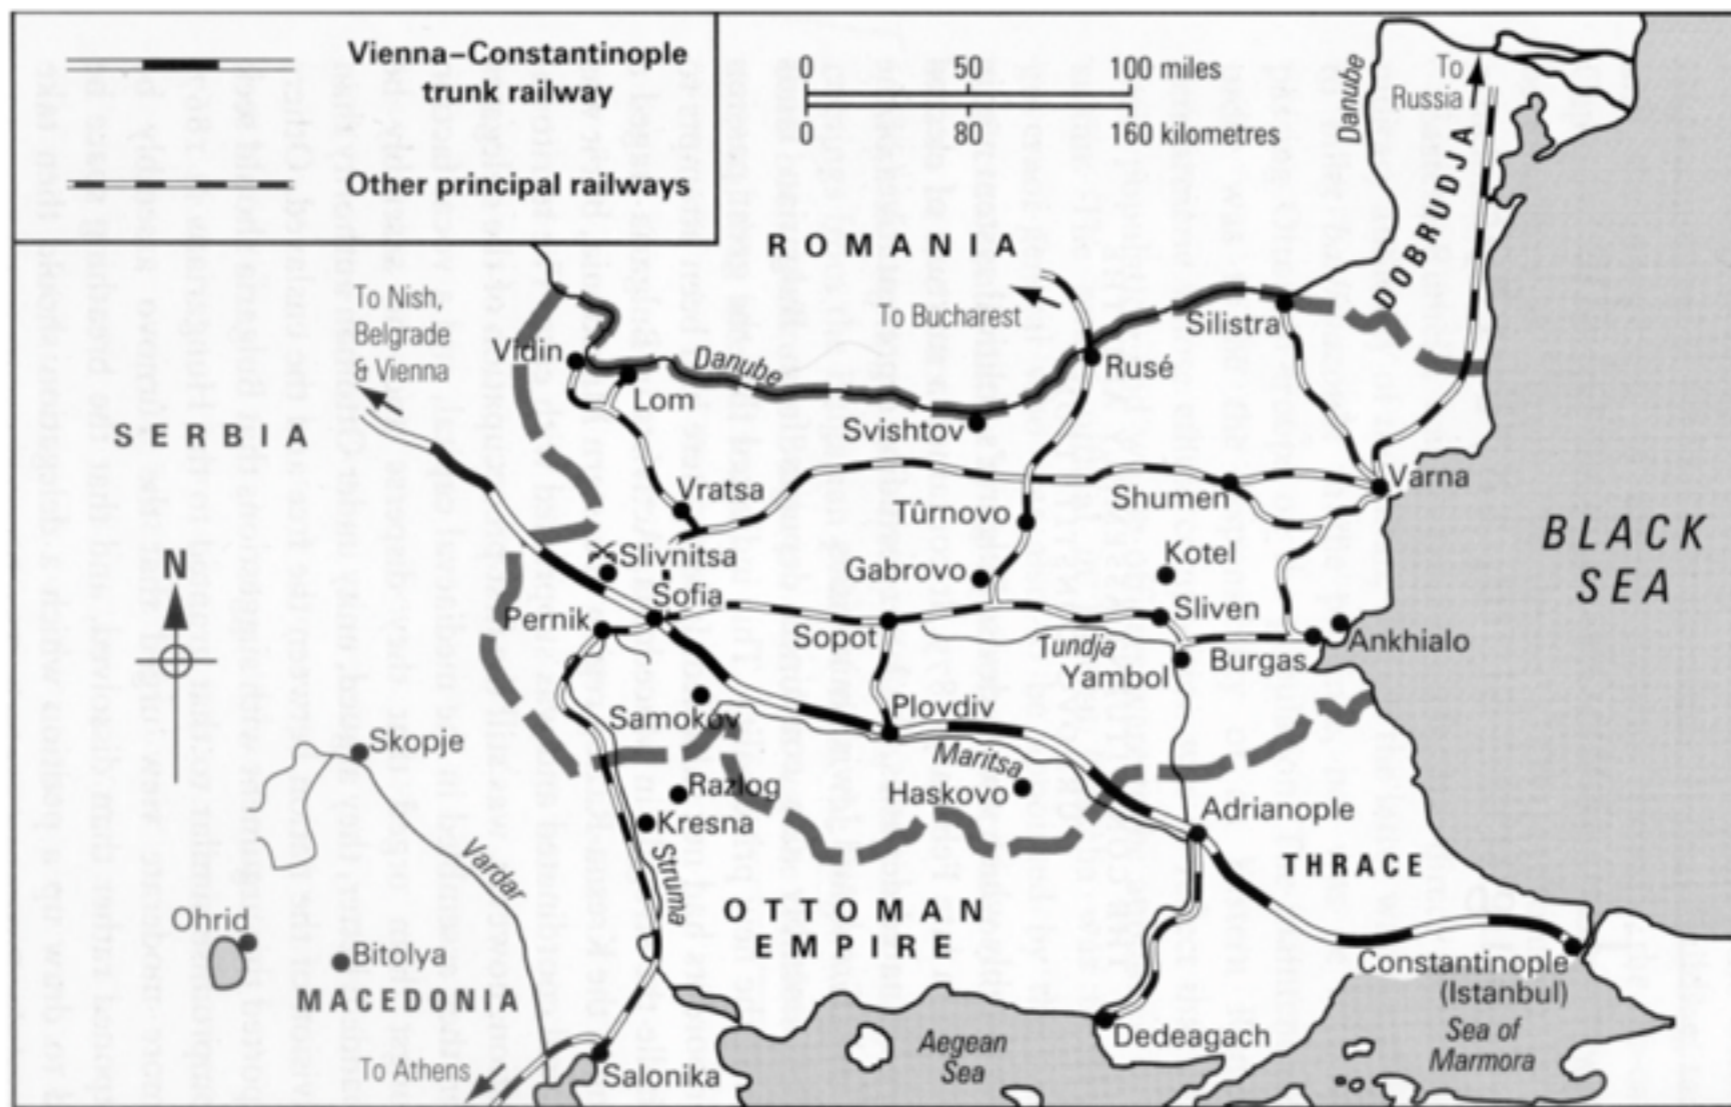 Vienna–Constantinople
trunk railway
Other principal railways
0 50 100 miles
0 80 160 kilometres
Danube
To
Russia
DOBRUDJA
ROMANIA
To Nish,
Belgrade
& Vienna
To Bucharest
Silistra
Vidin
Danube
Rusé
Lom
Svishtov
SERBIA
Varna
Vratsa
Shumen
Tûrnovo
BLACK
SEA
N
Slivnitsa
Kotel
Gabrovo
Sofia
Sliven
Pernik
Sopot
Tundja
Ankhialo
Yambol
Burgas
Samokov
Plovdiv
Skopje
Maritsa
Razlog
Haskovo
Adrianople
Kresna
Struma
Vardar
THRACE
OTTOMAN
EMPIRE
Ohrid
Bitolya
Constantinople
(Istanbul)
MACEDONIA
Dedeagach
Sea of
Marmora
Aegean
Sea
To Athens
Salonika